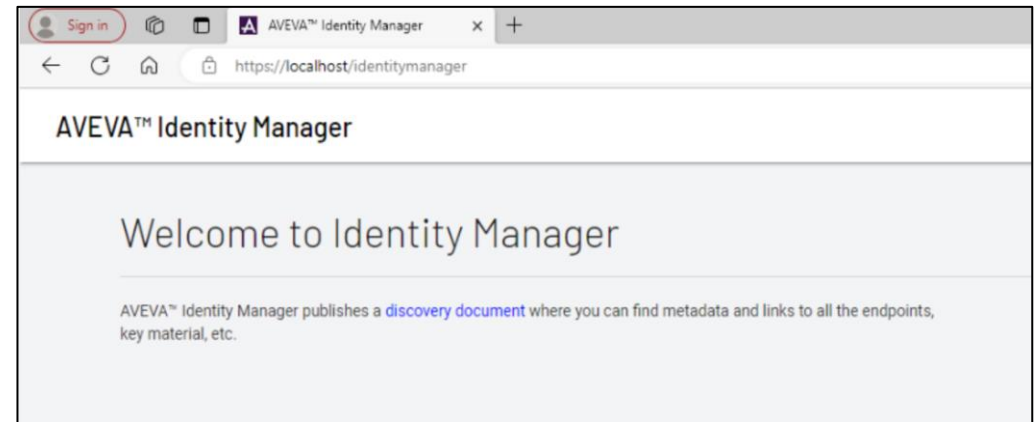 Sign in
AVEVA™ Identity Manager
https://localhost/identitymanager
AVEVA™ Identity Manager
Welcome to Identity Manager
AVEVA™ Identity Manager publishes a discovery document where you can find metadata and links to all the endpoints,
key material, etc.